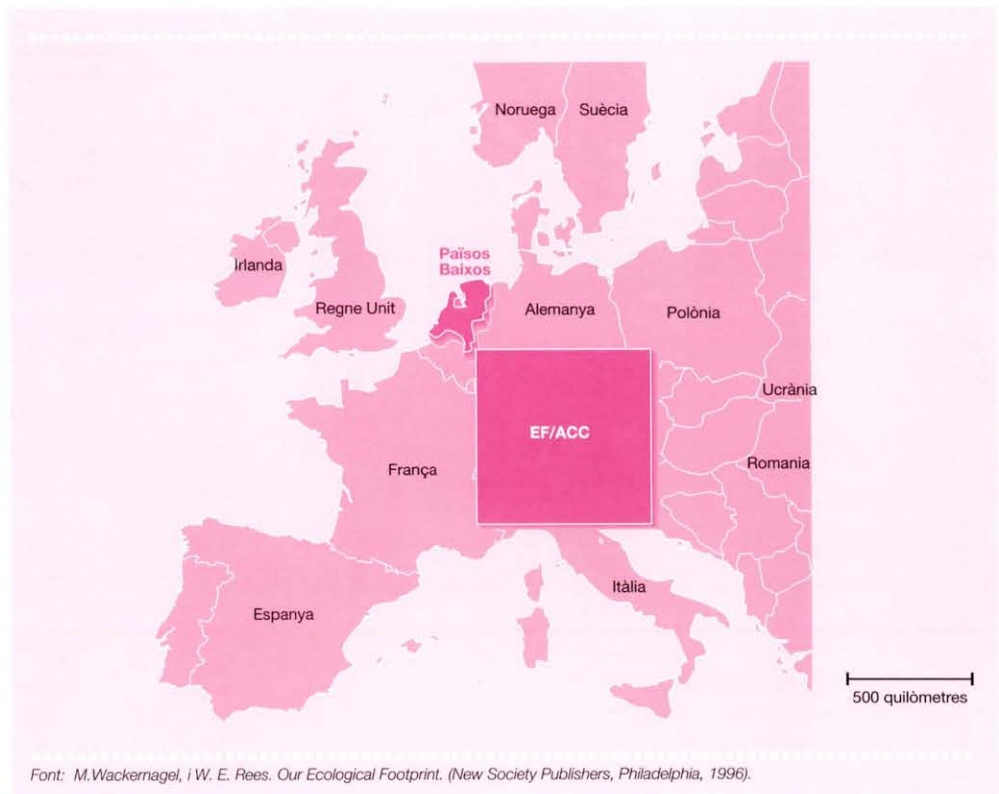 Noruega
Suècia
Països
Baixos
Irlanda
Regne Unit
Alemanya
Polònia
Ucrània
EF/ACC
França
Romania
Itàlia
Espanya
500 quilòmetres
Font: M.Wackernagel, i W. E. Rees. Our Ecological Footprint. (New Society Publishers, Philadelphia, 1996).